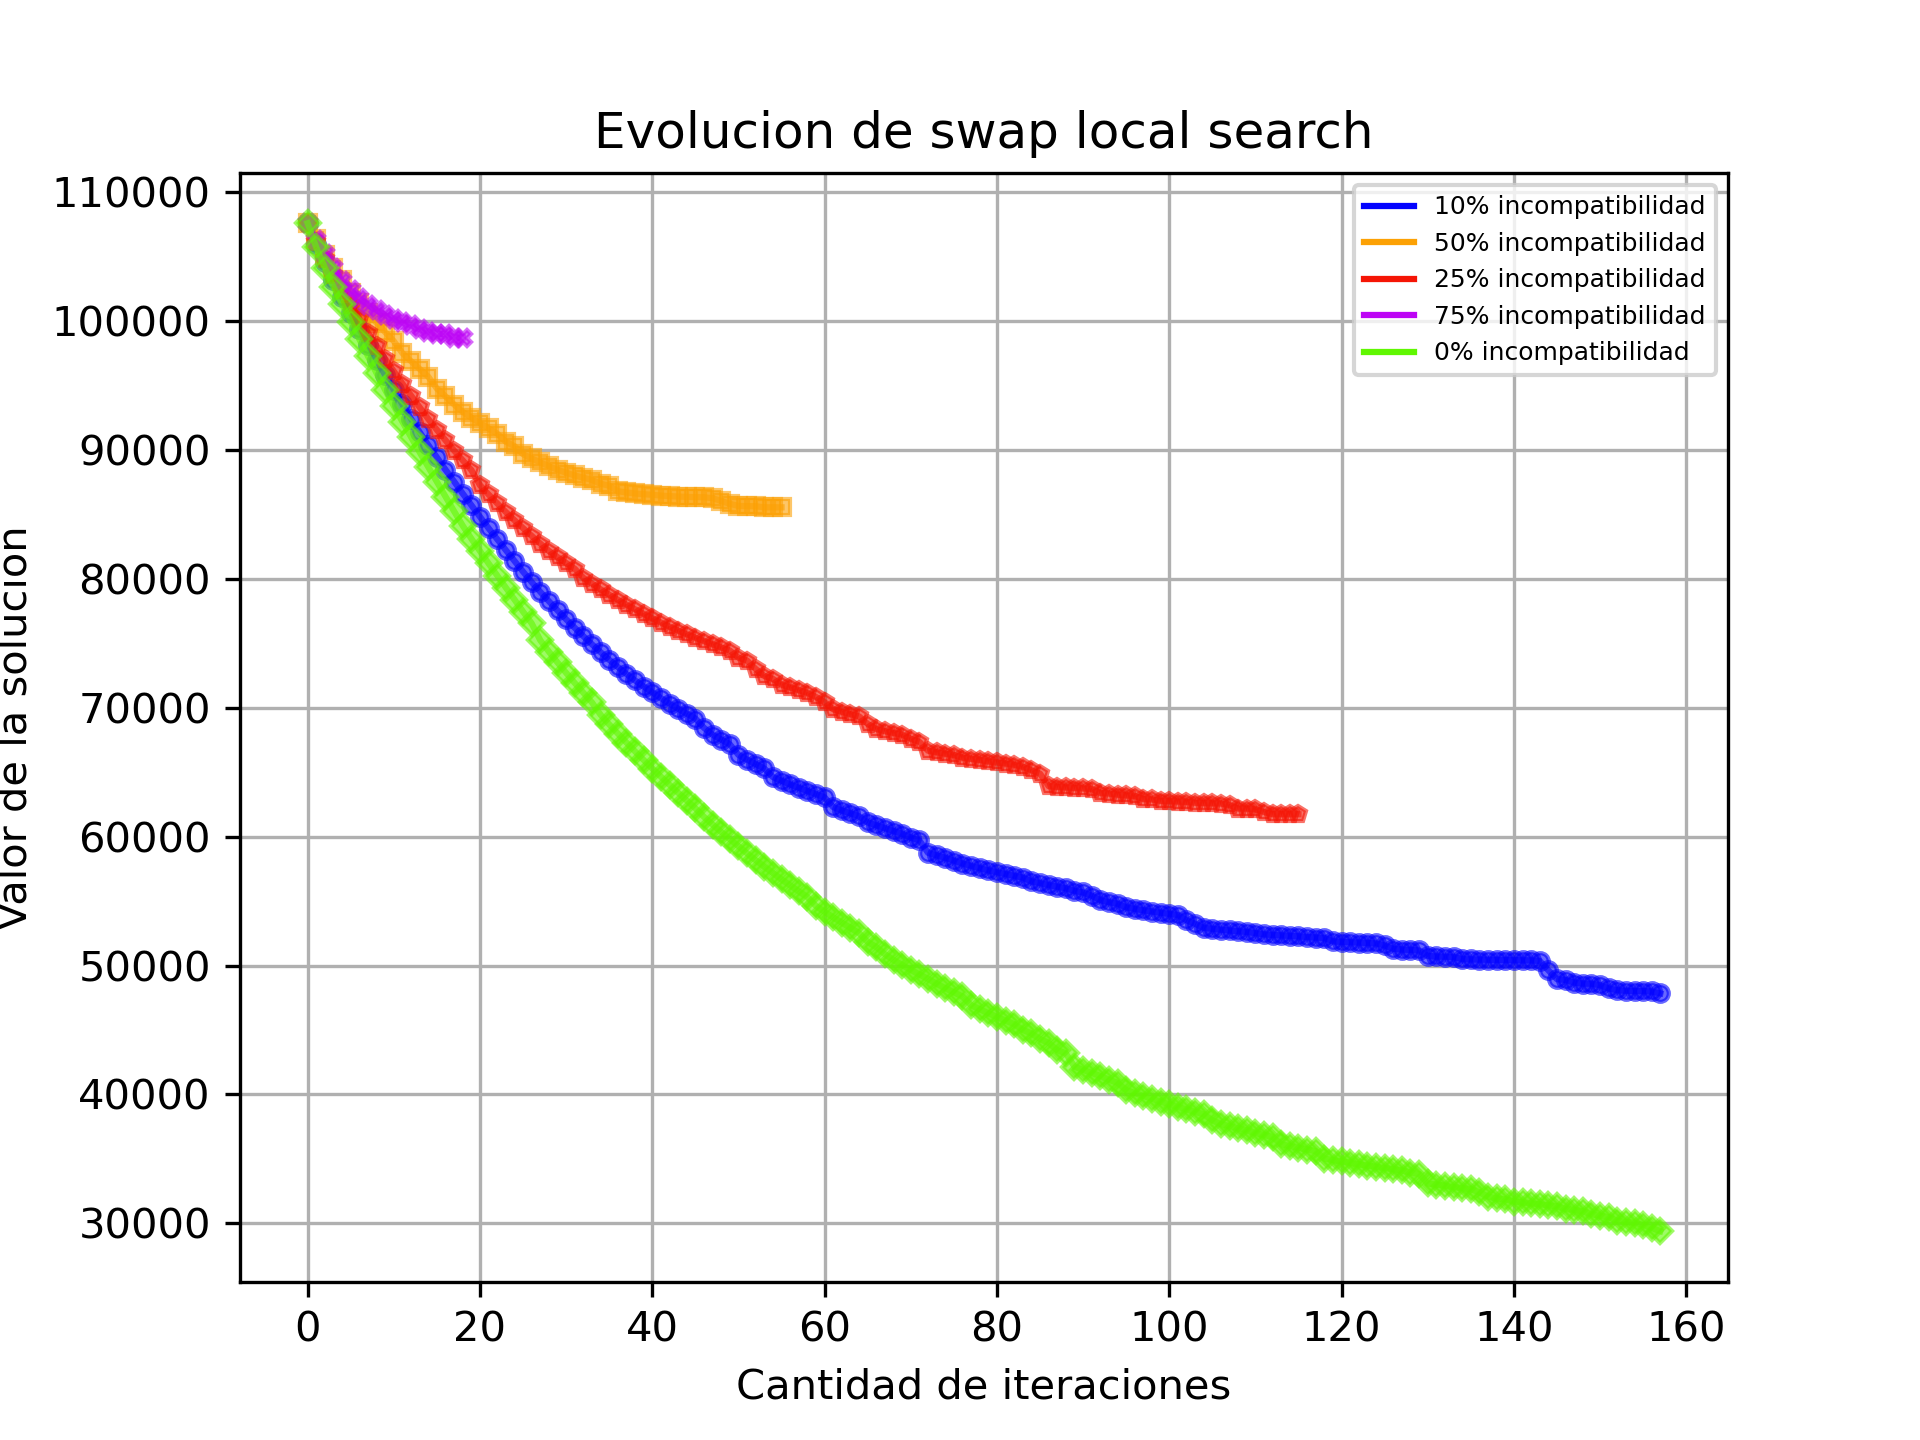 Evolucion de swap local search
110000
100000
90000
80000
70000
60000
50000
40000
30000
Valor de la solucion
10% incompatibilidad
50% incompatibilidad
25% incompatibilidad
75% incompatibilidad
0% incompatibilidad
0 20 40 60 80 100 120 140 160
Cantidad de iteraciones